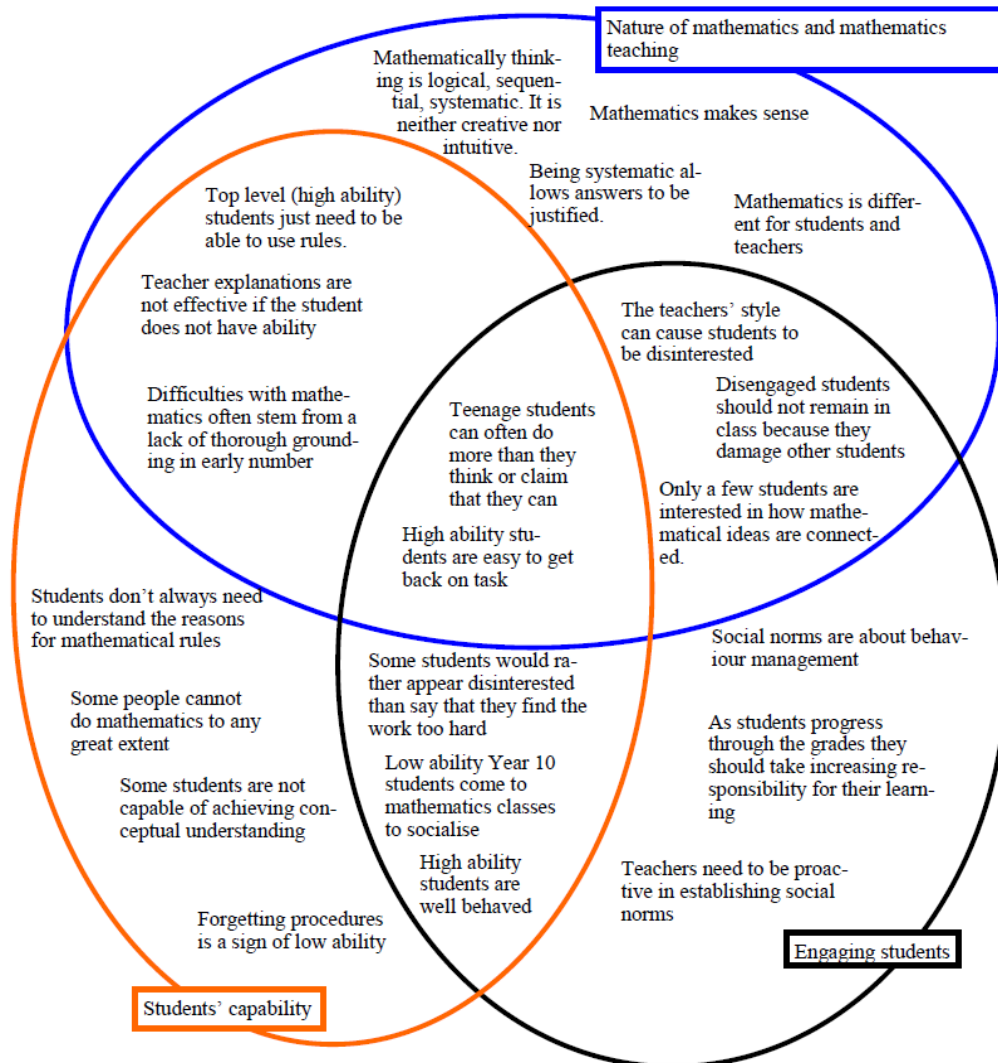 Nature of mathematics and mathematics
teaching
Mathematically think-
ing is logical, sequen-
tial, systematic. It is
neither creative nor
intuitive.
Mathematics makes sense
Being systematic al-
lows answers to be
justified.
Mathematics is differ-
ent for students and
teachers
Top level (high ability)
students just need to be
able to use rules.
Teacher explanations are
not effective if the student
does not have ability
Difficulties with mathe-
matics often stem from a
lack of thorough ground-
ing in early number
The teachers’ style
can cause students to
be disinterested
Disengaged students
should not remain in
class because they
damage other students
Only a few students are
interested in how mathe-
matical ideas are connect-
ed.
Teenage students
can often do
more than they
think or claim
that they can
High ability stu-
dents are easy to get
back on task
Students don’t always need
to understand the reasons
for mathematical rules
Some people cannot
do mathematics to any
great extent
Some students are not
capable of achieving con-
ceptual understanding
Forgetting procedures
is a sign of low ability
Some students would ra-
ther appear disinterested
than say that they find the
work too hard
Low ability Year 10
students come to
mathematics classes
to socialise
High ability
students are
well behaved
Social norms are about behav-
iour management
As students progress
through the grades they
should take increasing re-
sponsibility for their learn-
ing
Teachers need to be proac-
tive in establishing social
norms
Engaging students
Students’ capability